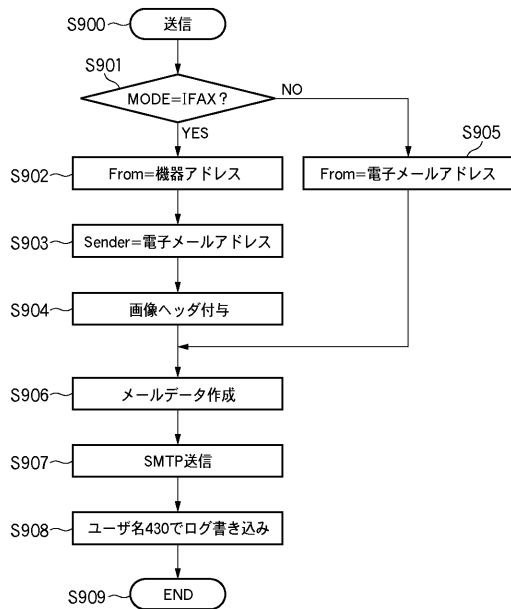 S900
送信
S901
MODE=IFAX?
NO
YES
S905
S902
From=機器アドレス
From=電子メールアドレス
S903
Sender=電子メールアドレス
S904
画像ヘッダ付与
S906
メールデータ作成
S907
SMTP送信
S908
ユーザ名430でログ書き込み
S909
END